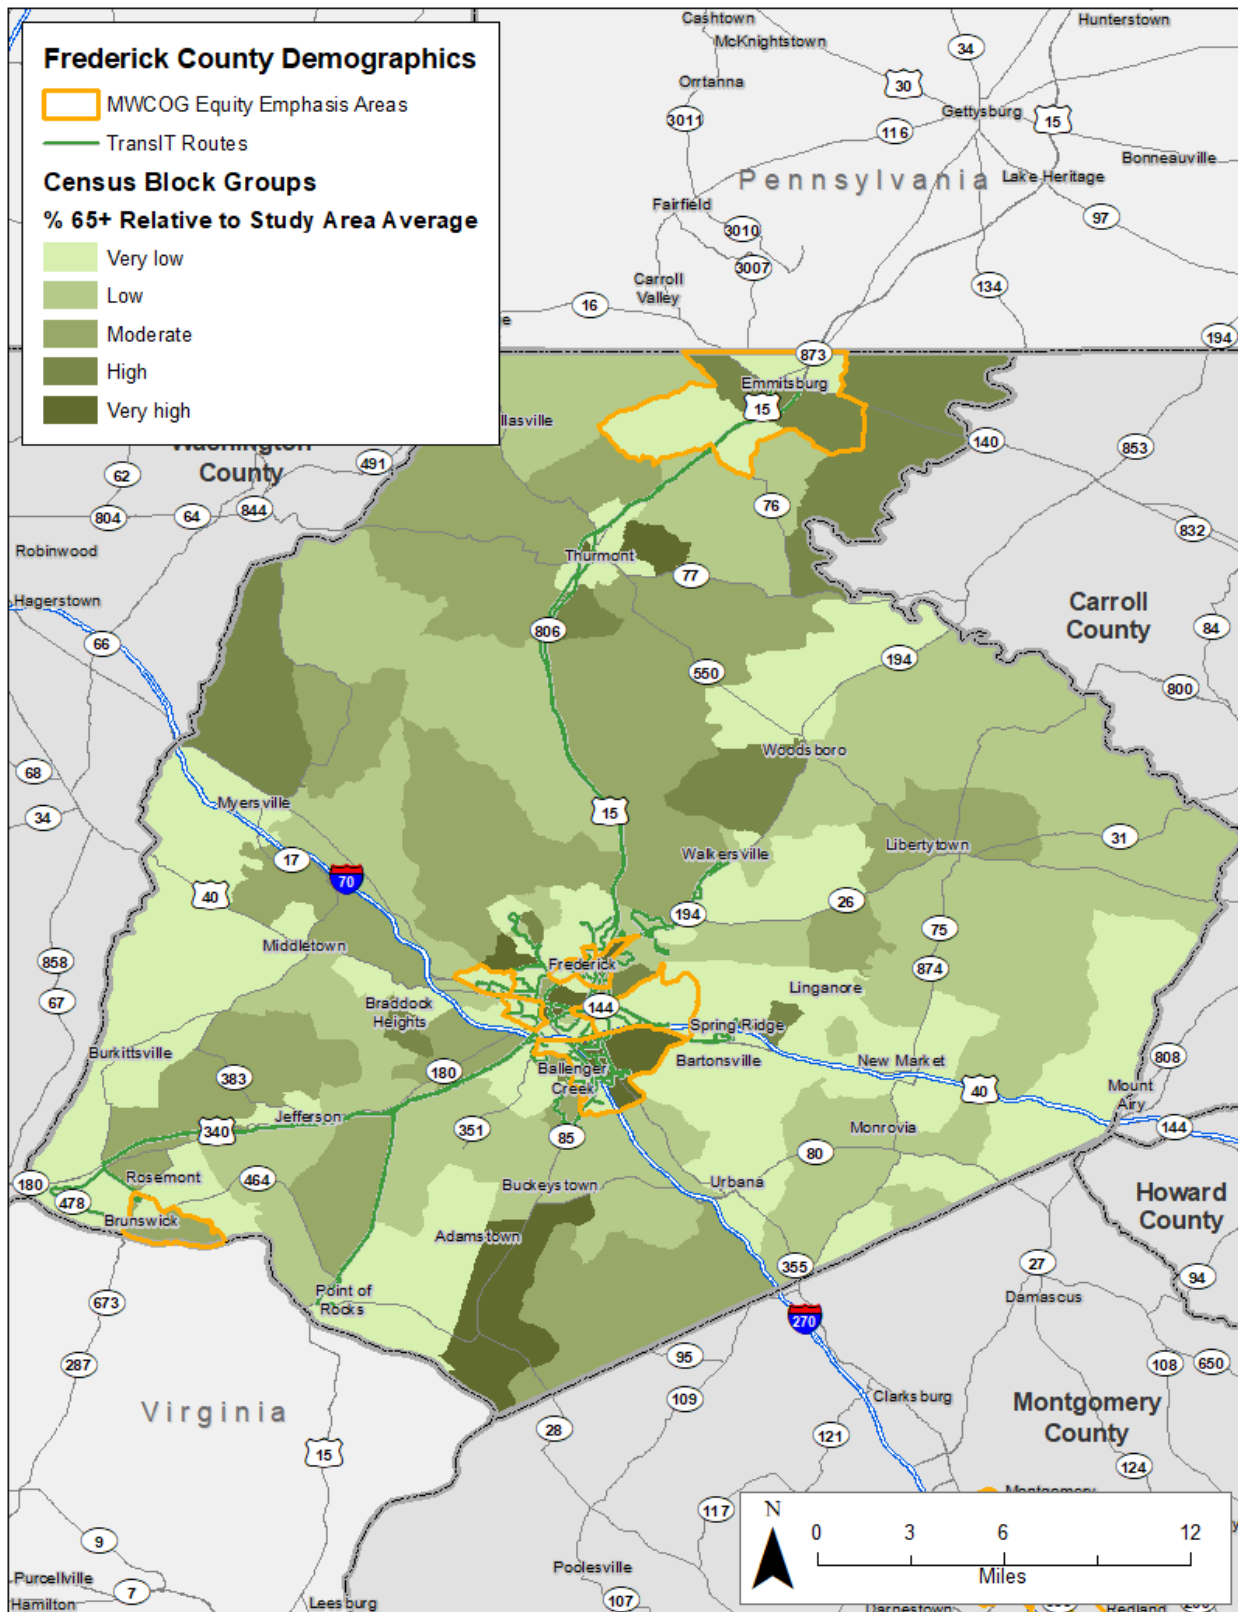 Frederick County Demographics
MWCOG Equity Emphasis Areas
TransIT Routes
Census Block Groups
% 65+ Relative to Study Area Average
Very low
Low
Moderate
High
Very high
Cashtown
Hunterstown
McKnightstown
34
Orrtanna
30
3011
Gettysburg
15
116
Bonneauville
Pennsylvania
Lake Heritage
Fairfield
97
3010
3007
Carroll
Valley
134
16
194
873
Emmitsburg
15
140
853
Washington
County
491
62
76
844
804
64
832
Robinwood
Thurmont
77
Hagerstown
Carroll
County
84
806
66
194
550
800
Woodsboro
68
Myersville
15
34
31
Libertytown
Walkersville
17
70
40
26
194
75
Middletown
858
Frederick
874
67
Linganore
Braddock
Heights
144
Spring Ridge
Burkittsville
Bartonsville
New Market
808
383
180
Ballenger
Creek
40
Mount
Airy
Jefferson
340
351
85
Monrovia
144
80
Rosemont
464
180
Buckeystown
Urbana
478
Howard
County
Brunswick
Adamstown
355
27
94
Point of
Rocks
Damascus
673
270
95
287
108
650
109
Clarksburg
Virginia
Montgomery
County
28
121
15
124
117
N
0
3
6
12
Miles
9
Poolesville
Purcellville
7
107
Hamilton
Leesburg
Darnestown
Redland